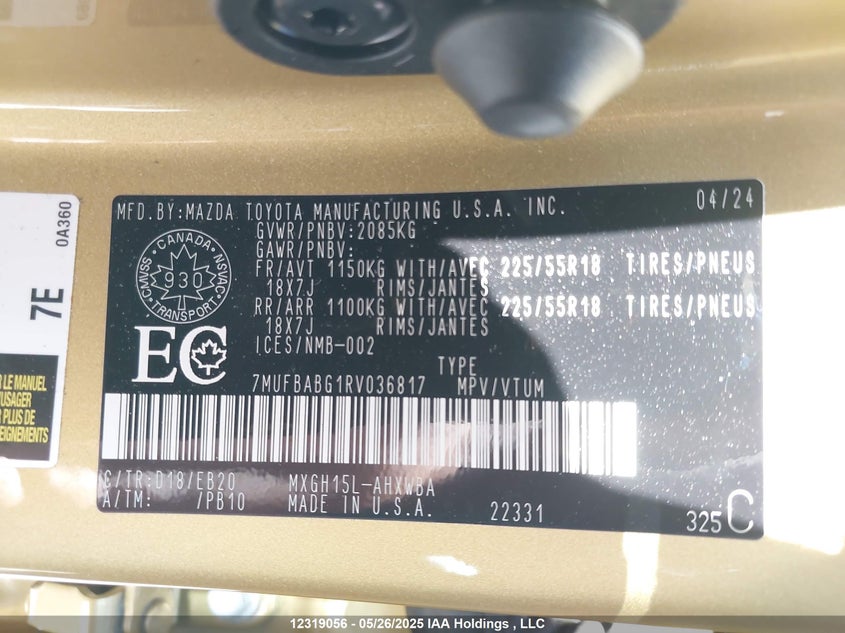 MFD.BY:MAZDA TOYOTA MANUFACTURING U.S.A. INC. 04/24
GVWR/PNBV:2085KG
GAWR/PNBV:
FR/AVT 1150KG WITH/AVEC 225/55R18 TIRES/PNEUS
18X7J RIMS/JANTES
RR/ARR 1100KG WITH/AVEC 225/55R18 TIRES/PNEUS
18X7J RIMS/JANTES
ICES/NMB-002
CANADA
CMVSS 930 NSVAC
TRANSPORT
EC
TYPE
7MUFBABG1RV036817 MPV/VTUM
C/TR:D18/EB20 MXGH15L-AHXWBA
A/TM: /PB10 MADE IN U.S.A. 22331 325 C
7E 0A360
LE MANUEL
PLUS DE
12319056 - 05/26/2025 IAA Holdings , LLC